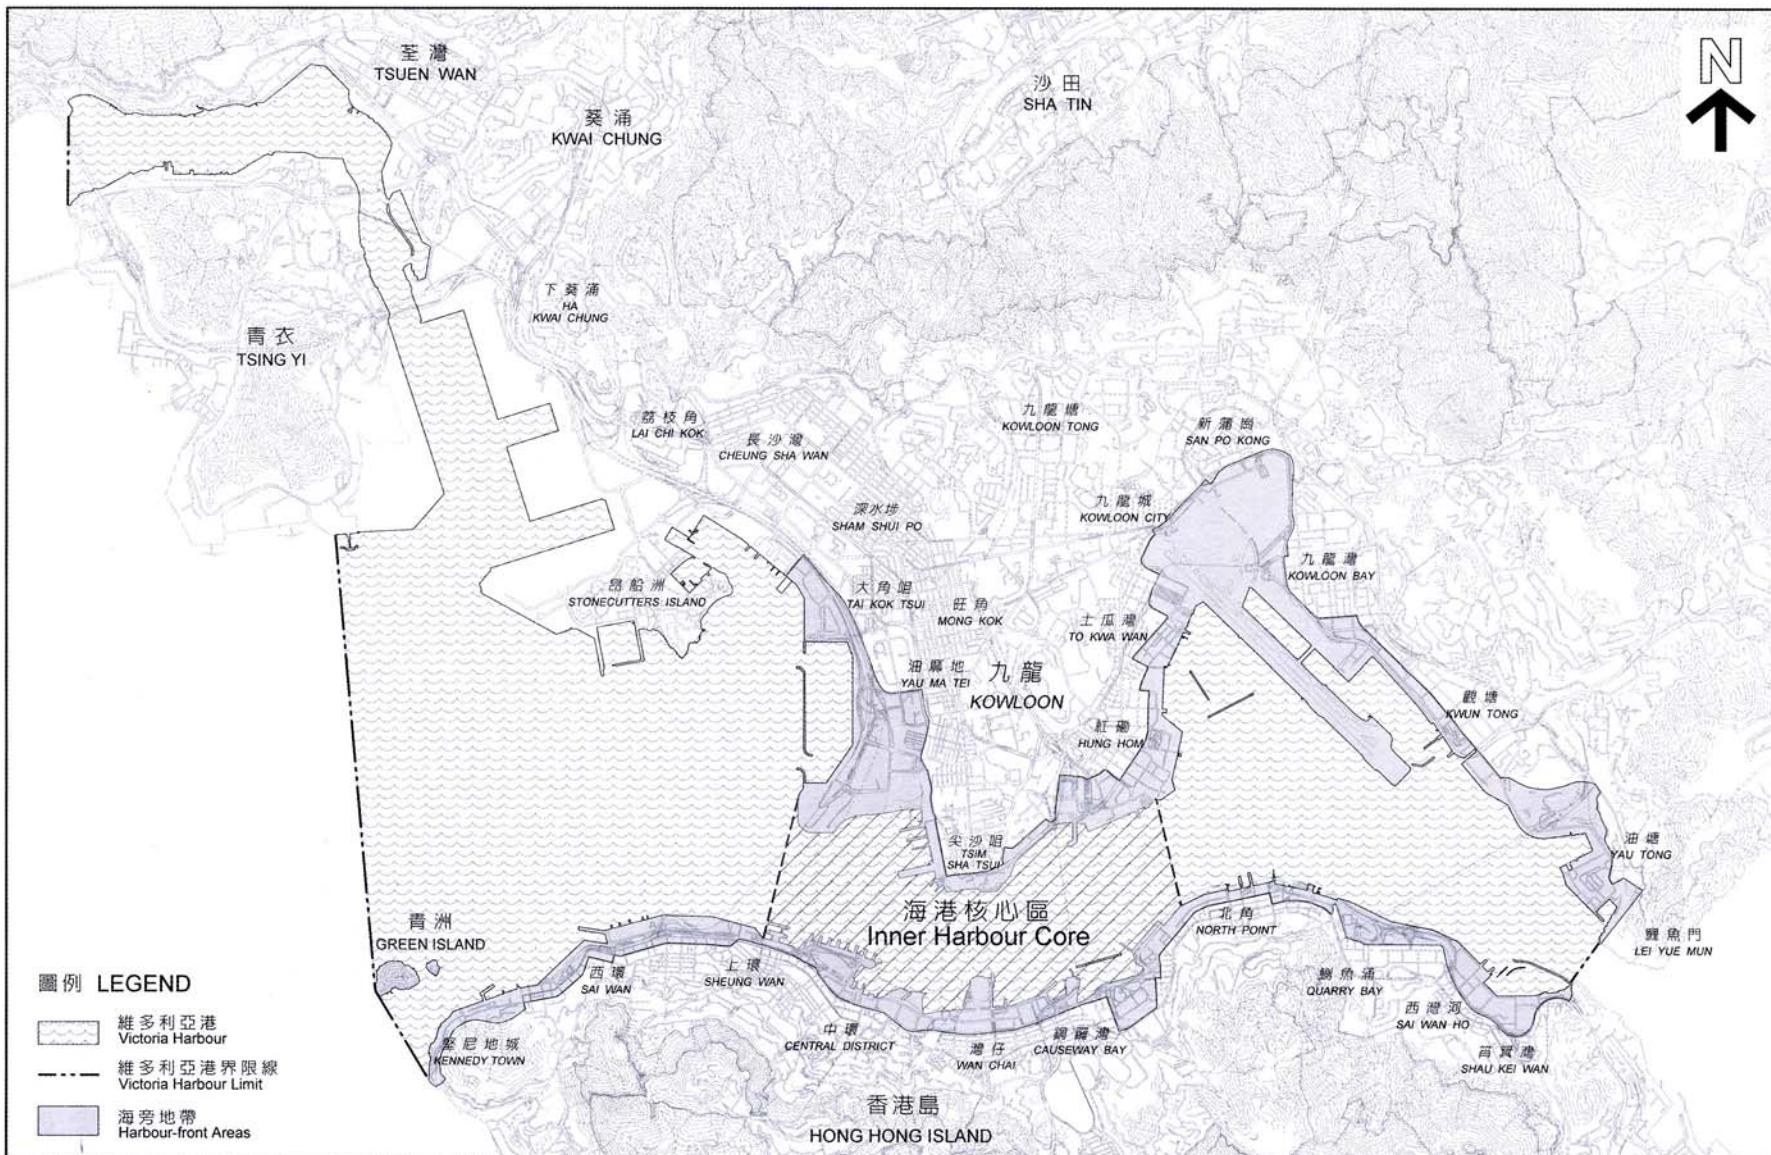 荃灣
TSUEN WAN
葵涌
KWAI CHUNG
沙田
SHA TIN
N
下葵涌
HA
KWAI CHUNG
青衣
TSING YI
荔枝角
LAI CHI KOK
長沙灣
CHEUNG SHA WAN
九龍塘
KOWLOON TONG
新蒲崗
SAN PO KONG
深水埗
SHAM SHUI PO
九龍城
KOWLOON CITY
九龍灣
KOWLOON BAY
昂船洲
STONECUTTERS ISLAND
大角咀
TAI KOK TSUI
旺角
MONG KOK
土瓜灣
TO KWA WAN
油麻地
YAU MA TEI
九龍
KOWLOON
觀塘
KWUN TONG
紅磡
HUNG HOM
尖沙咀
TSIM
SHA TSUI
油塘
YAU TONG
海港核心區
Inner Harbour Core
青洲
GREEN ISLAND
北角
NORTH POINT
鯉魚門
LEI YUE MUN
西環
SAI WAN
上環
SHEUNG WAN
鰂魚涌
QUARRY BAY
西灣河
SAI WAN HO
堅尼地城
KENNEDY TOWN
中環
CENTRAL DISTRICT
灣仔
WAN CHAI
銅鑼灣
CAUSEWAY BAY
筲箕灣
SHAU KEI WAN
香港島
HONG HONG ISLAND
圖例 LEGEND
維多利亞港
Victoria Harbour
維多利亞港界限線
Victoria Harbour Limit
海旁地帶
Harbour-front Areas